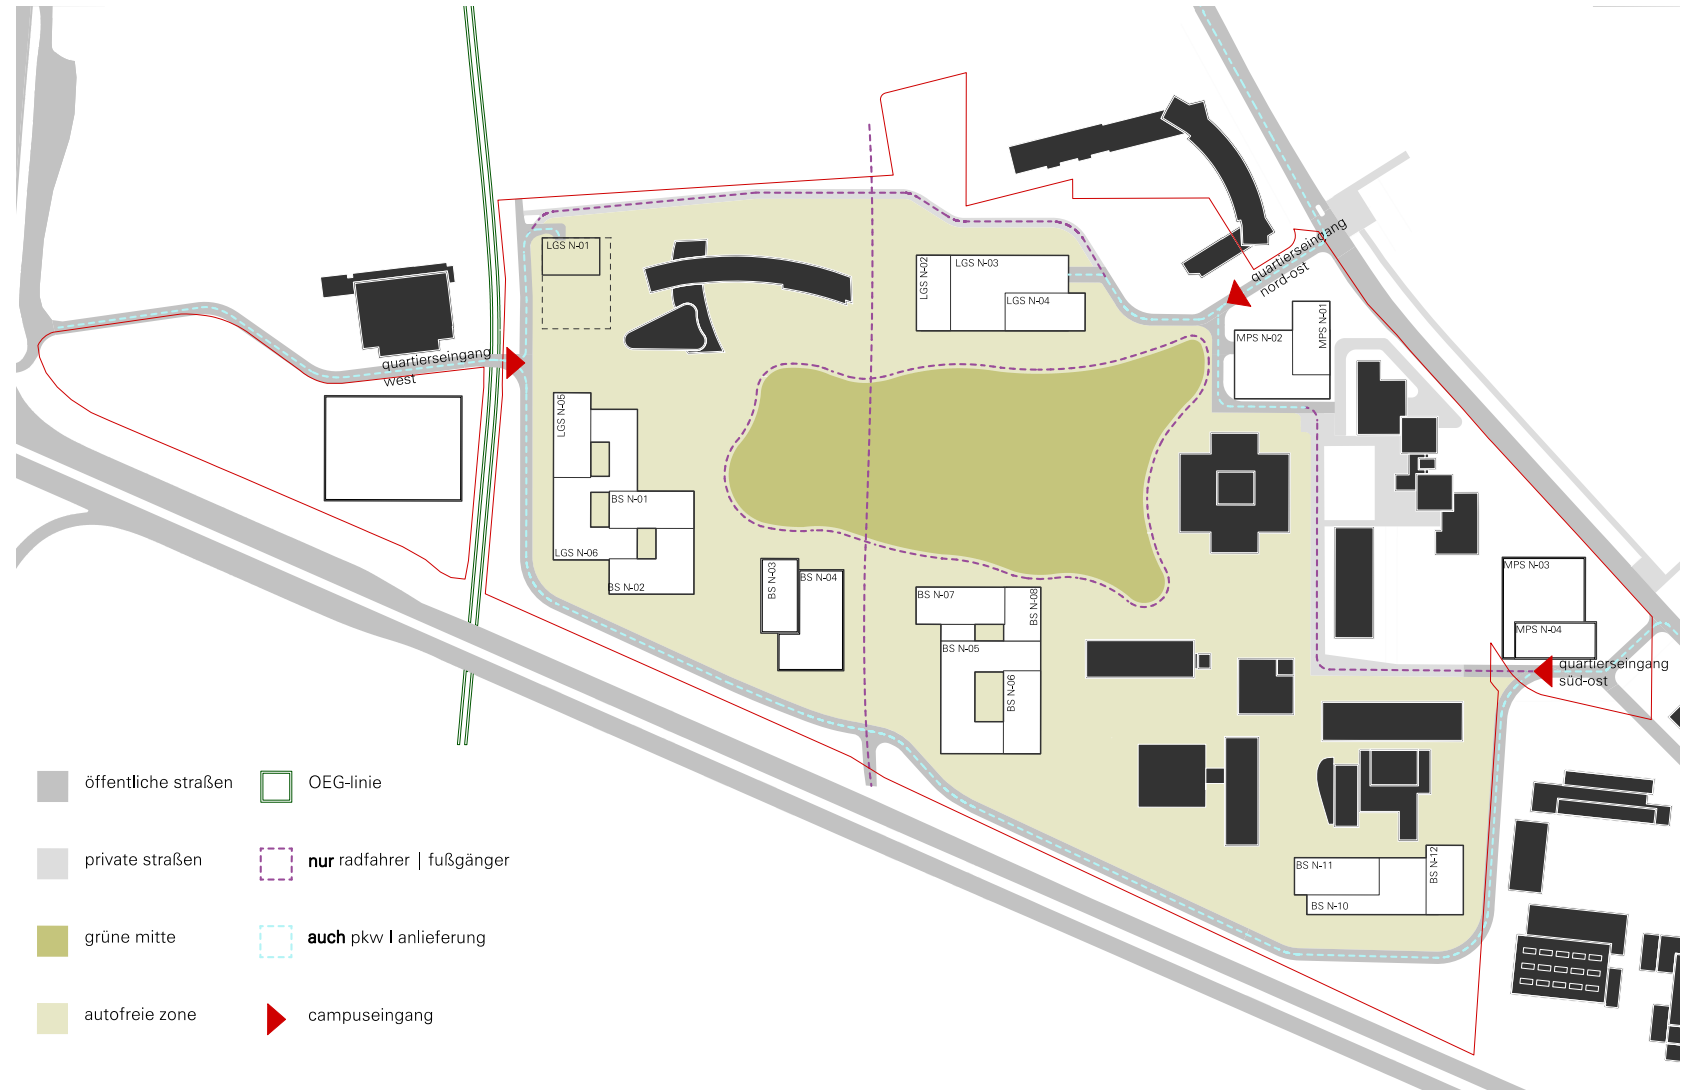 quartierseingang
nord-ost
LGS N-01
LGS N-02
LGS N-03
LGS N-04
MPS N-01
MPS N-02
quartierseingang
west
LGS N-05
BS N-01
LGS N-06
BS N-02
BS N-03
BS N-04
BS N-07
BS N-08
BS N-05
BS N-06
MPS N-03
MPS N-04
quartierseingang
süd-ost
BS N-11
BS N-12
BS N-10
öffentliche straßen
OEG-linie
private straßen
nur radfahrer | fußgänger
grüne mitte
auch pkw l anlieferung
autofreie zone
campuseingang